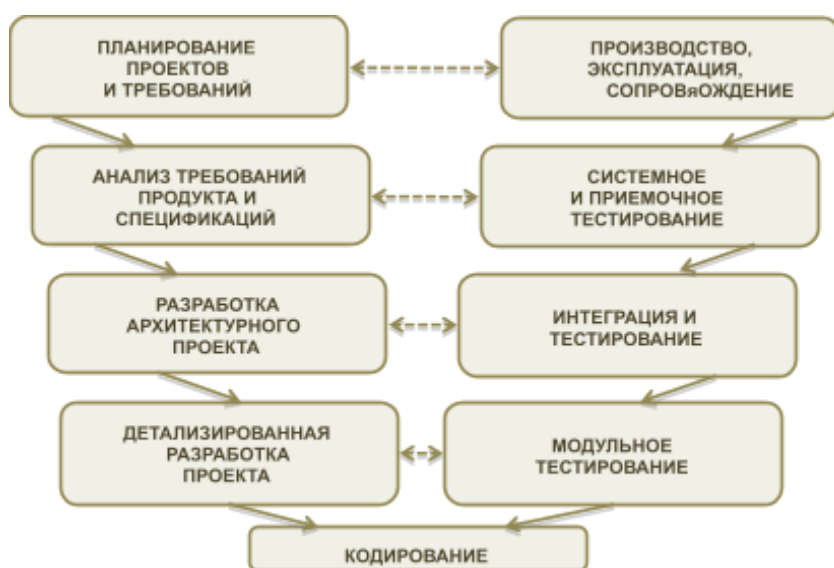 ПЛАНИРОВАНИЕ
ПРОЕКТОВ
И ТРЕБОВАНИЙ
ПРОИЗВОДСТВО,
ЭКСПЛУАТАЦИЯ,
СОПРОВяОЖДЕНИЕ
АНАЛИЗ ТРЕБОВАНИЙ
ПРОДУКТА И
СПЕЦИФИКАЦИЙ
СИСТЕМНОЕ
И ПРИЕМОЧНОЕ
ТЕСТИРОВАНИЕ
РАЗРАБОТКА
АРХИТЕКТУРНОГО
ПРОЕКТА
ИНТЕГРАЦИЯ И
ТЕСТИРОВАНИЕ
ДЕТАЛИЗИРОВАННАЯ
РАЗРАБОТКА
ПРОЕКТА
МОДУЛЬНОЕ
ТЕСТИРОВАНИЕ
КОДИРОВАНИЕ